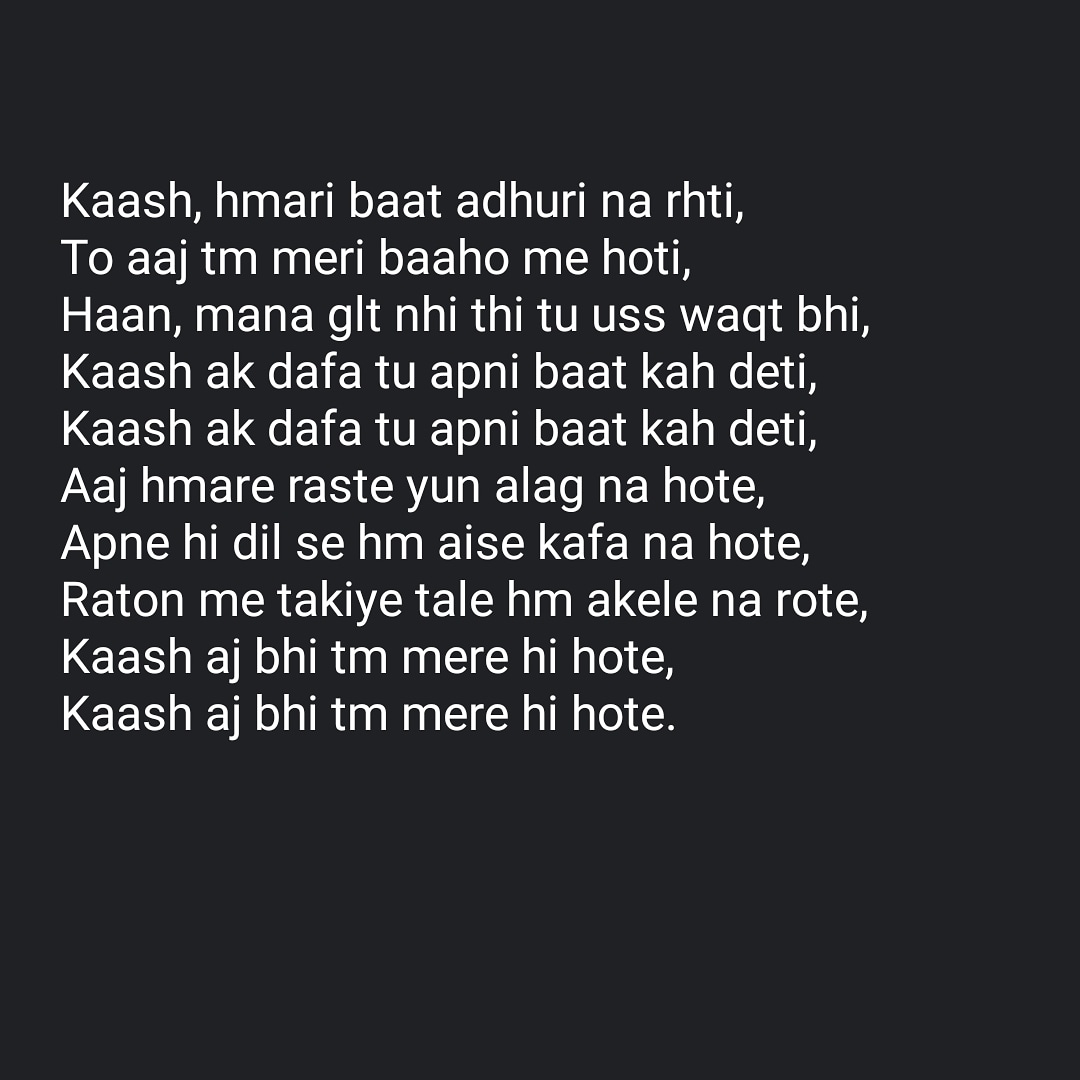 Kaash, hmari baat adhuri na rhti,
To aaj tm meri baaho me hoti,
Haan, mana glt nhi thi tu uss waqt bhi,
Kaash ak dafa tu apni baat kah deti,
Kaash ak dafa tu apni baat kah deti,
Aaj hmare raste yun alag na hote,
Apne hi dil se hm aise kafa na hote,
Raton me takiye tale hm akele na rote,
Kaash aj bhi tm mere hi hote,
Kaash aj bhi tm mere hi hote.